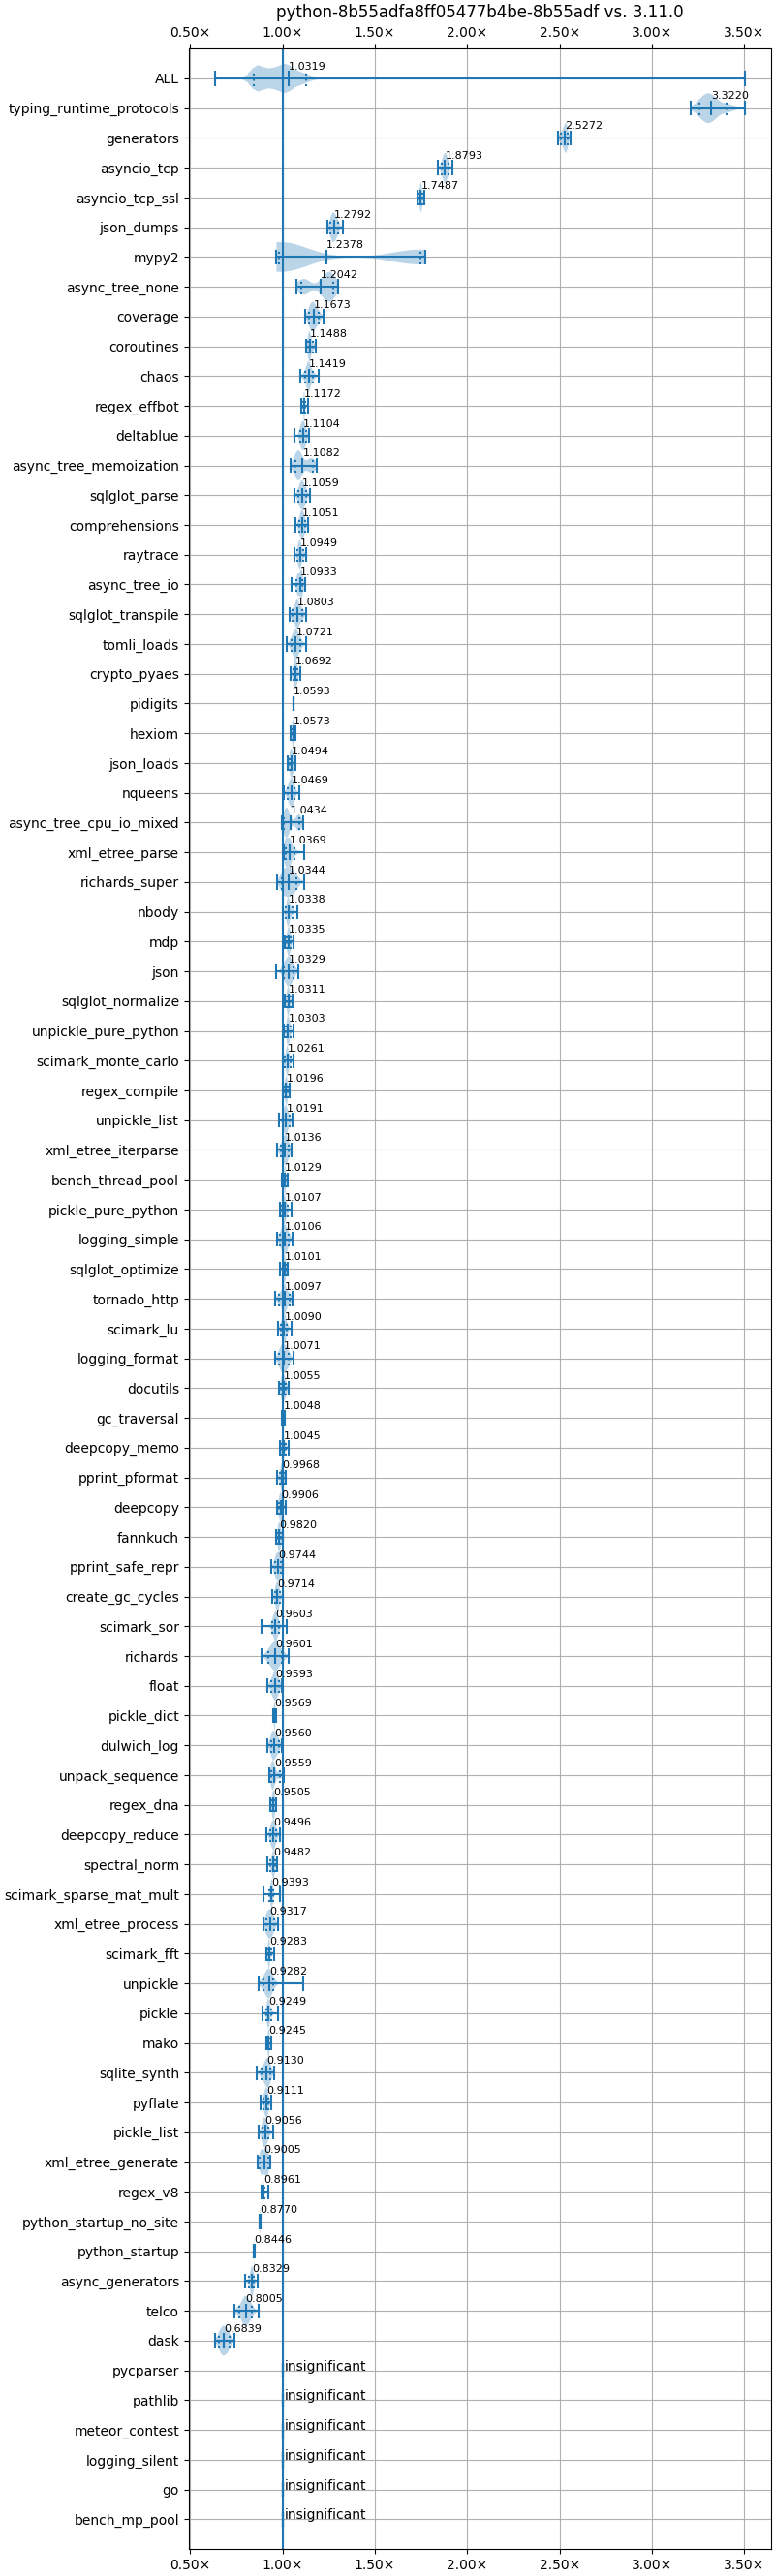 python-8b55adfa8ff05477b4be-8b55adf vs. 3.11.0
0.50× 1.00× 1.50× 2.00× 2.50× 3.00× 3.50×
ALL 1.0319
typing_runtime_protocols 3.3220
generators 2.5272
asyncio_tcp 1.8793
asyncio_tcp_ssl 1.7487
json_dumps 1.2792
mypy2 1.2378
async_tree_none 1.2042
coverage 1.1673
coroutines 1.1488
chaos 1.1419
regex_effbot 1.1172
deltablue 1.1104
async_tree_memoization 1.1082
sqlglot_parse 1.1059
comprehensions 1.1051
raytrace 1.0949
async_tree_io 1.0933
sqlglot_transpile 1.0803
tomli_loads 1.0721
crypto_pyaes 1.0692
pidigits 1.0593
hexiom 1.0573
json_loads 1.0494
nqueens 1.0469
async_tree_cpu_io_mixed 1.0434
xml_etree_parse 1.0369
richards_super 1.0344
nbody 1.0338
mdp 1.0335
json 1.0329
sqlglot_normalize 1.0311
unpickle_pure_python 1.0303
scimark_monte_carlo 1.0261
regex_compile 1.0196
unpickle_list 1.0191
xml_etree_iterparse 1.0136
bench_thread_pool 1.0129
pickle_pure_python 1.0107
logging_simple 1.0106
sqlglot_optimize 1.0101
tornado_http 1.0097
scimark_lu 1.0090
logging_format 1.0071
docutils 1.0055
gc_traversal 1.0048
deepcopy_memo 1.0045
pprint_pformat 0.9968
deepcopy 0.9906
fannkuch 0.9820
pprint_safe_repr 0.9744
create_gc_cycles 0.9714
scimark_sor 0.9603
richards 0.9601
float 0.9593
pickle_dict 0.9569
dulwich_log 0.9560
unpack_sequence 0.9559
regex_dna 0.9505
deepcopy_reduce 0.9496
spectral_norm 0.9482
scimark_sparse_mat_mult 0.9393
xml_etree_process 0.9317
scimark_fft 0.9283
unpickle 0.9282
pickle 0.9249
mako 0.9245
sqlite_synth 0.9130
pyflate 0.9111
pickle_list 0.9056
xml_etree_generate 0.9005
regex_v8 0.8961
python_startup_no_site 0.8770
python_startup 0.8446
async_generators 0.8329
telco 0.8005
dask 0.6839
pycparser insignificant
pathlib insignificant
meteor_contest insignificant
logging_silent insignificant
go insignificant
bench_mp_pool insignificant
0.50× 1.00× 1.50× 2.00× 2.50× 3.00× 3.50×